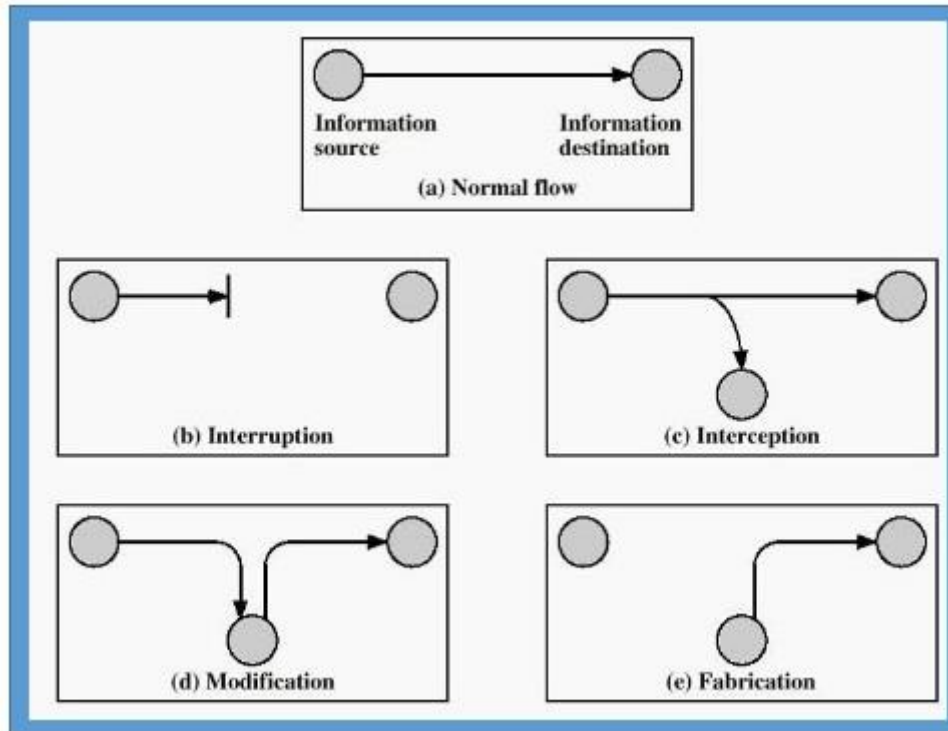 Information
source
Information
destination
(a) Normal flow
(b) Interruption
(c) Interception
(d) Modification
(e) Fabrication